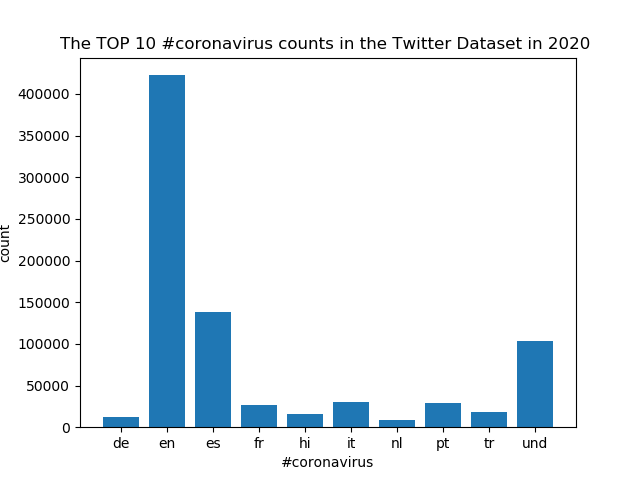 The TOP 10 #coronavirus counts in the Twitter Dataset in 2020
400000
350000
300000
250000
200000
150000
100000
50000
0
count
de en es fr hi it nl pt tr und
#coronavirus